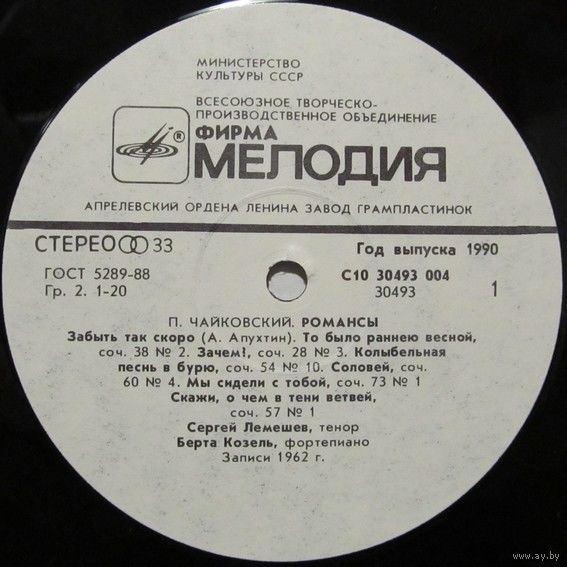 МИНИСТЕРСТВО
КУЛЬТУРЫ СССР
ВСЕСОЮЗНОЕ ТВОРЧЕСКО-
ПРОИЗВОДСТВЕННОЕ ОБЪЕДИНЕНИЕ
®
ФИРМА
МЕЛОДИЯ
АПРЕЛЕВСКИЙ ОРДЕНА ЛЕНИНА ЗАВОД ГРАМПЛАСТИНОК
СТЕРЕО 33
Год выпуска 1990
ГОСТ 5289-88
С10 30493 004
Гр. 2. 1-20
30493
1
П. ЧАЙКОВСКИЙ. РОМАНСЫ
Забыть так скоро (А. Апухтин). То было раннею весной,
соч. 38 № 2. Зачем?, соч. 28 № 3. Колыбельная
песнь в бурю, соч. 54 № 10. Соловей, соч.
60 № 4. Мы сидели с тобой, соч. 73 № 1
Скажи, о чем в тени ветвей,
соч. 57 № 1
Сергей Лемешев, тенор
Берта Козель, фортепиано
Записи 1962 г.
www.ay.by